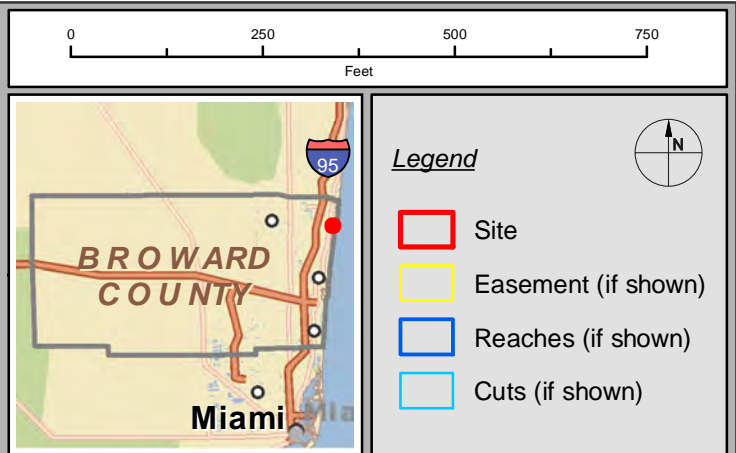 0 250 500 750
Feet
95
BROWARD
COUNTY
Miami
Mia
Legend
N
Site
Easement (if shown)
Reaches (if shown)
Cuts (if shown)